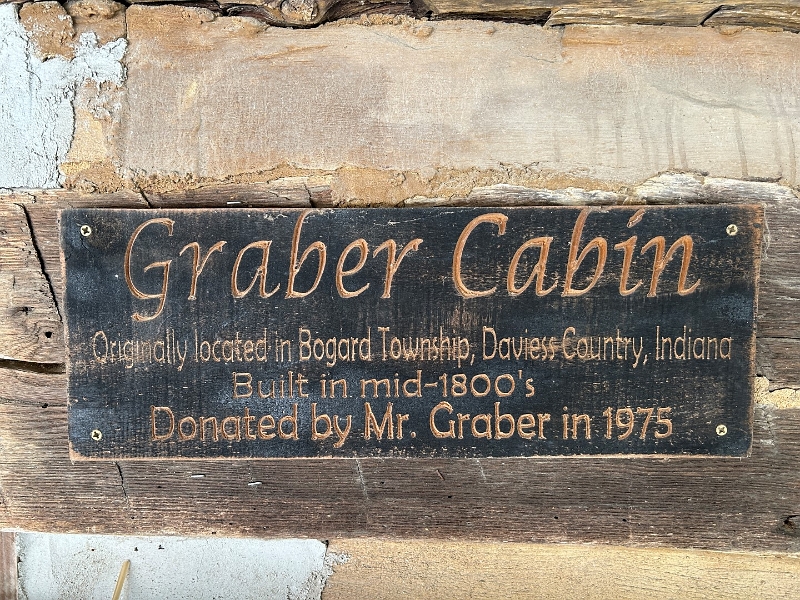 Graber Cabin
Originally located in Bogard Township, Daviess Country, Indiana
Built in mid-1800's
Donated by Mr. Graber in 1975